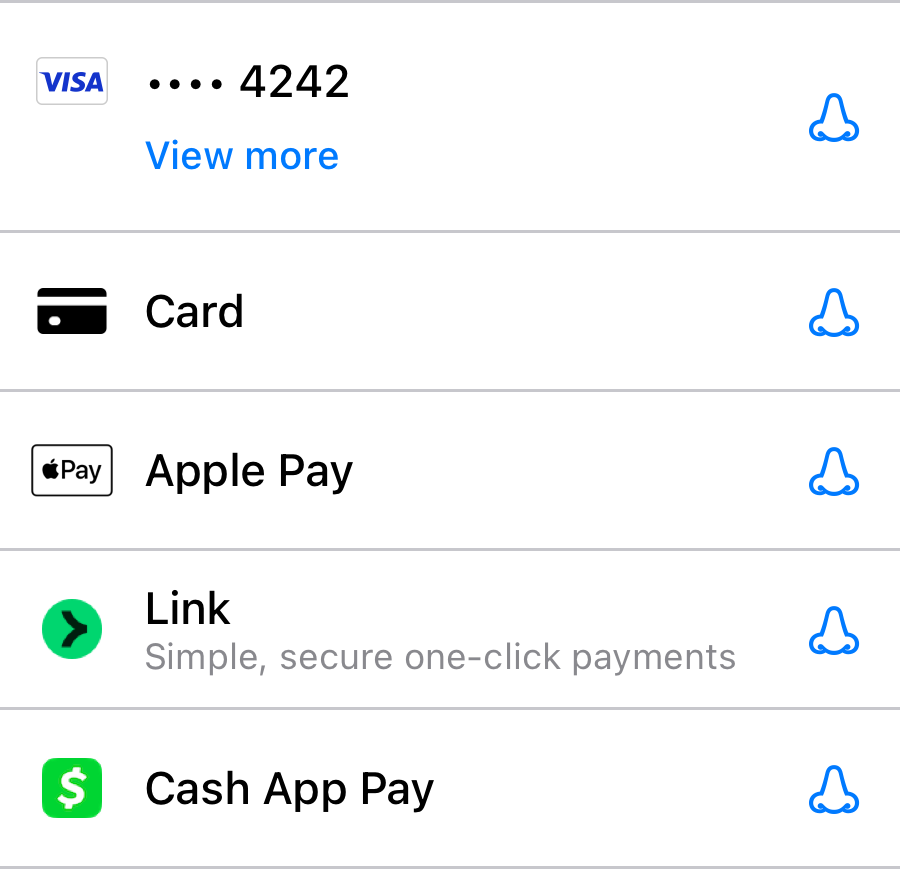 VISA •••• 4242
View more
Card
Pay Apple Pay
Link
Simple, secure one-click payments
$ Cash App Pay